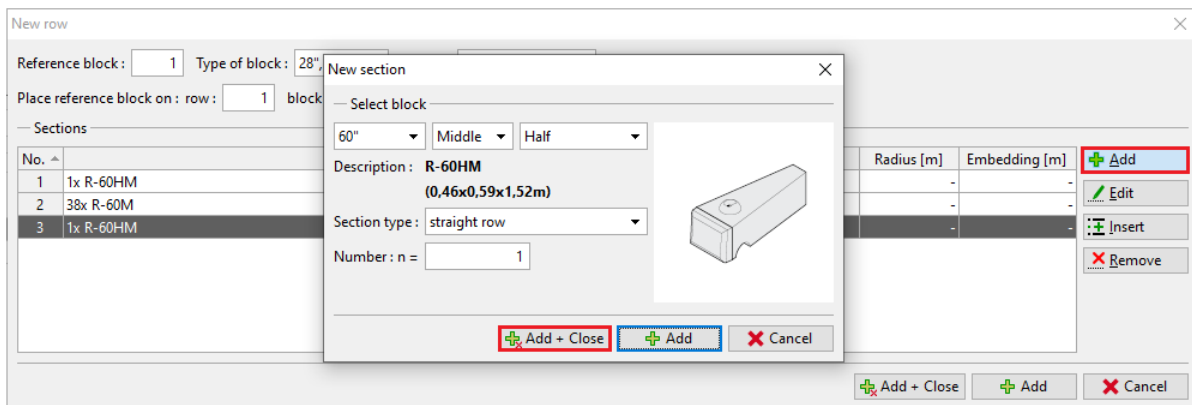 New row
Reference block : 1 Type of block : 28",
Place reference block on : row : 1 block
Sections
No. Radius [m] Embedding [m]
1 1x R-60HM - -
2 38x R-60M - -
3 1x R-60HM - -
Add
Edit
Insert
Remove
Add + Close Add Cancel
New section
Select block
60" Middle Half
Description : R-60HM
(0,46x0,59x1,52m)
Section type : straight row
Number : n = 1
Add + Close Add Cancel